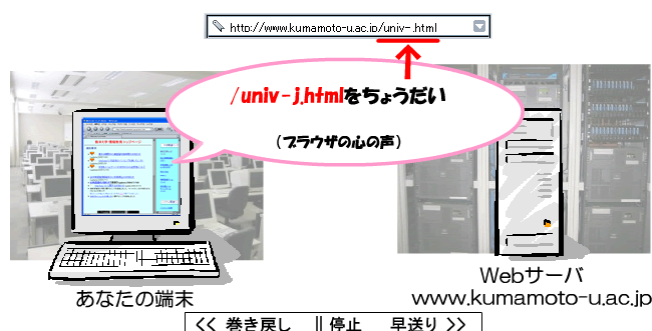 http://www.kumamoto-u.ac.jp/univ-.html
/univ-j.htmlをちょうだい
(ブラウザの心の声)
あなたの端末
Webサーバ
www.kumamoto-u.ac.jp
<< 巻き戻し || 停止 早送り >>